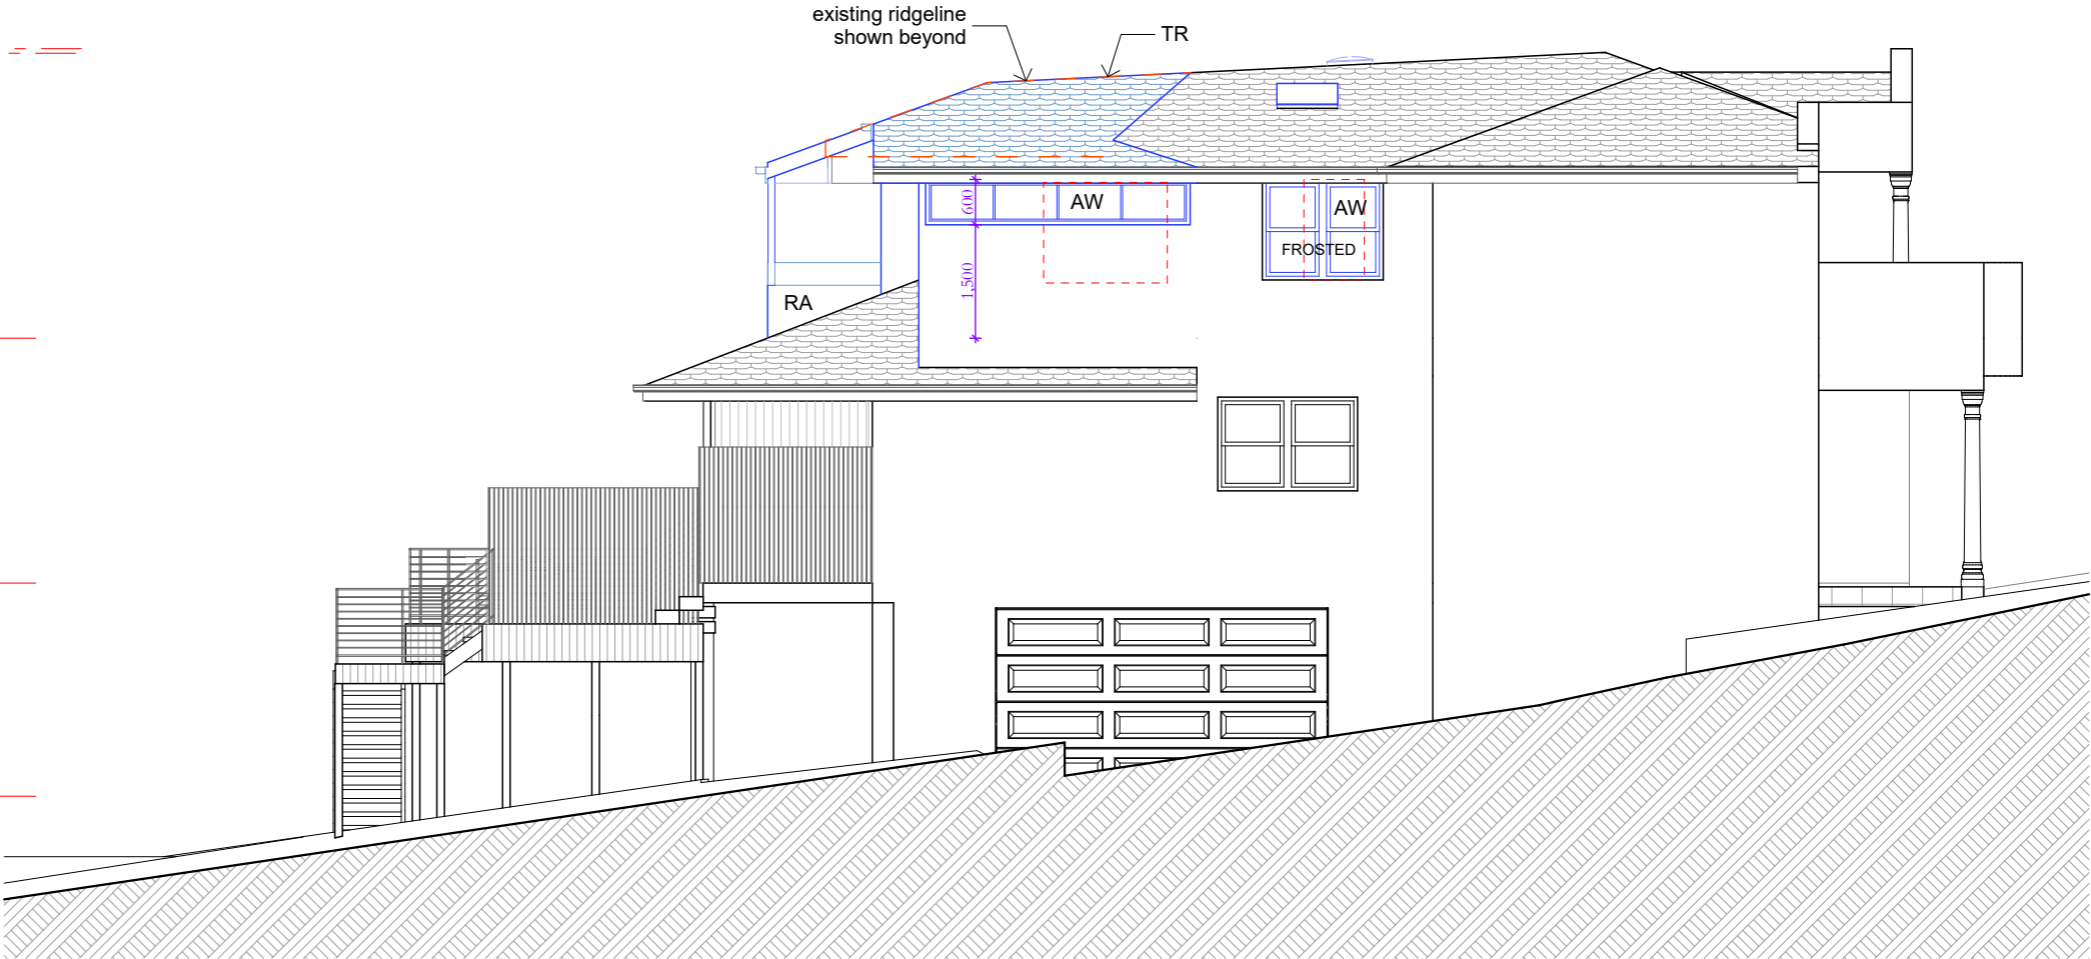 existing ridgeline
shown beyond
TR
600
AW
AW
FROSTED
1,500
RA